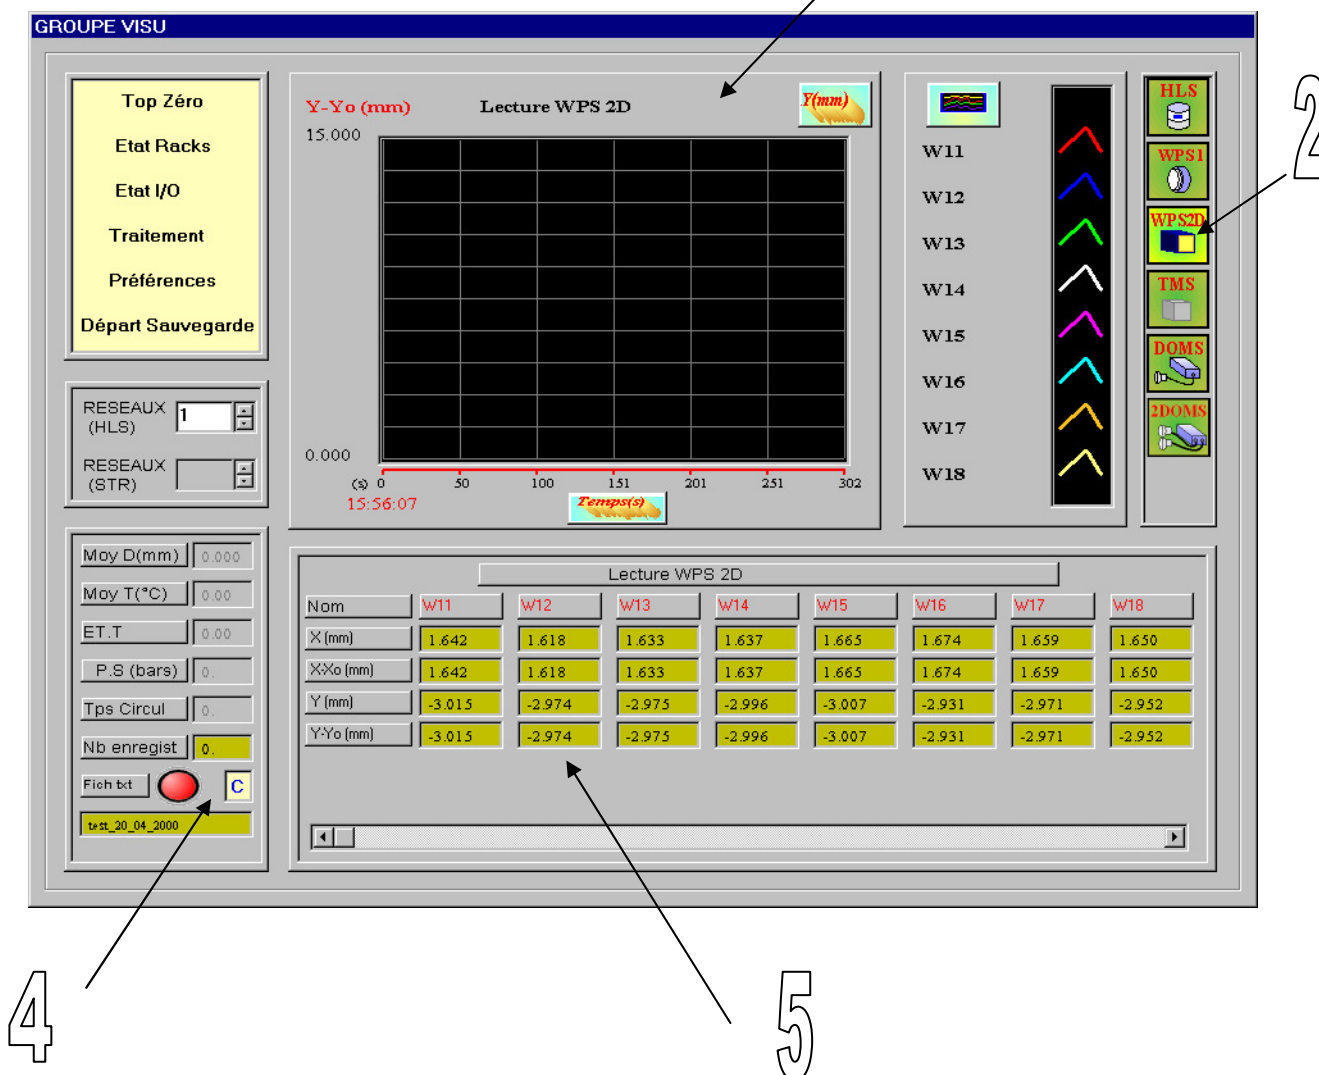 GROUPE VISU
Top Zéro
Etat Racks
Etat I/O
Traitement
Préférences
Départ Sauvegarde
RESEAUX 1
(HLS)
RESEAUX
(STR)
Moy D(mm) 0.000
Moy T(°C) 0.00
ET.T 0.00
P.S (bars) 0.
Tps Circul 0.
Nb enregist 0.
Fich txt C
test_20_04_2000
Y-Yo (mm) Lecture WPS 2D Y(mm)
15.000
0.000
(s) 0 50 100 151 201 251 302
15:56:07 Temps(s)
W11
W12
W13
W14
W15
W16
W17
W18
HLS
WPS1
WPS2D
TMS
DOMS
2DOMS
2
Lecture WPS 2D
Nom W11 W12 W13 W14 W15 W16 W17 W18
X (mm) 1.642 1.618 1.633 1.637 1.665 1.674 1.659 1.650
X-Xo (mm) 1.642 1.618 1.633 1.637 1.665 1.674 1.659 1.650
Y (mm) -3.015 -2.974 -2.975 -2.996 -3.007 -2.931 -2.971 -2.952
Y-Yo (mm) -3.015 -2.974 -2.975 -2.996 -3.007 -2.931 -2.971 -2.952
4 5